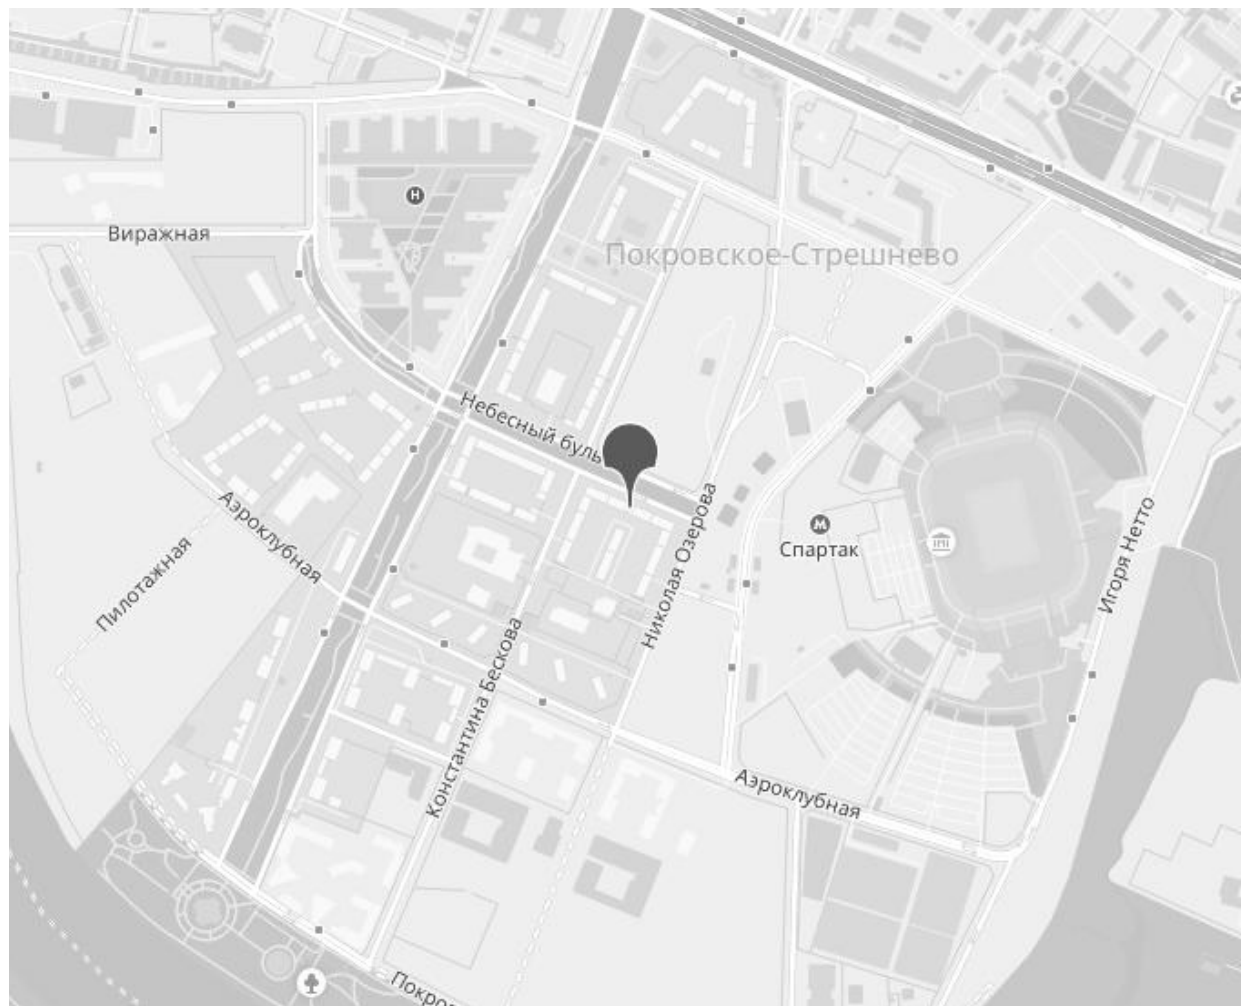 Н
Виражная
Покровское-Стрешнево
Небесный буль
Аэроклубная
Пилотажная
Николая Озерова
М
Спартак
Игоря Нетто
Константина Бескова
Аэроклубная
Покров